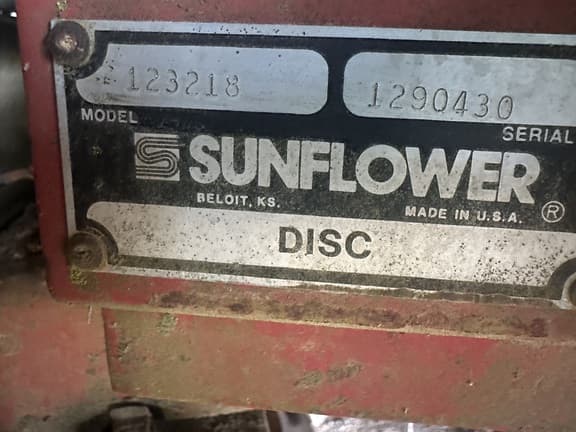 123218 1290430
MODEL SERIAL
SUNFLOWER
BELOIT, KS. MADE IN U.S.A. ®
DISC